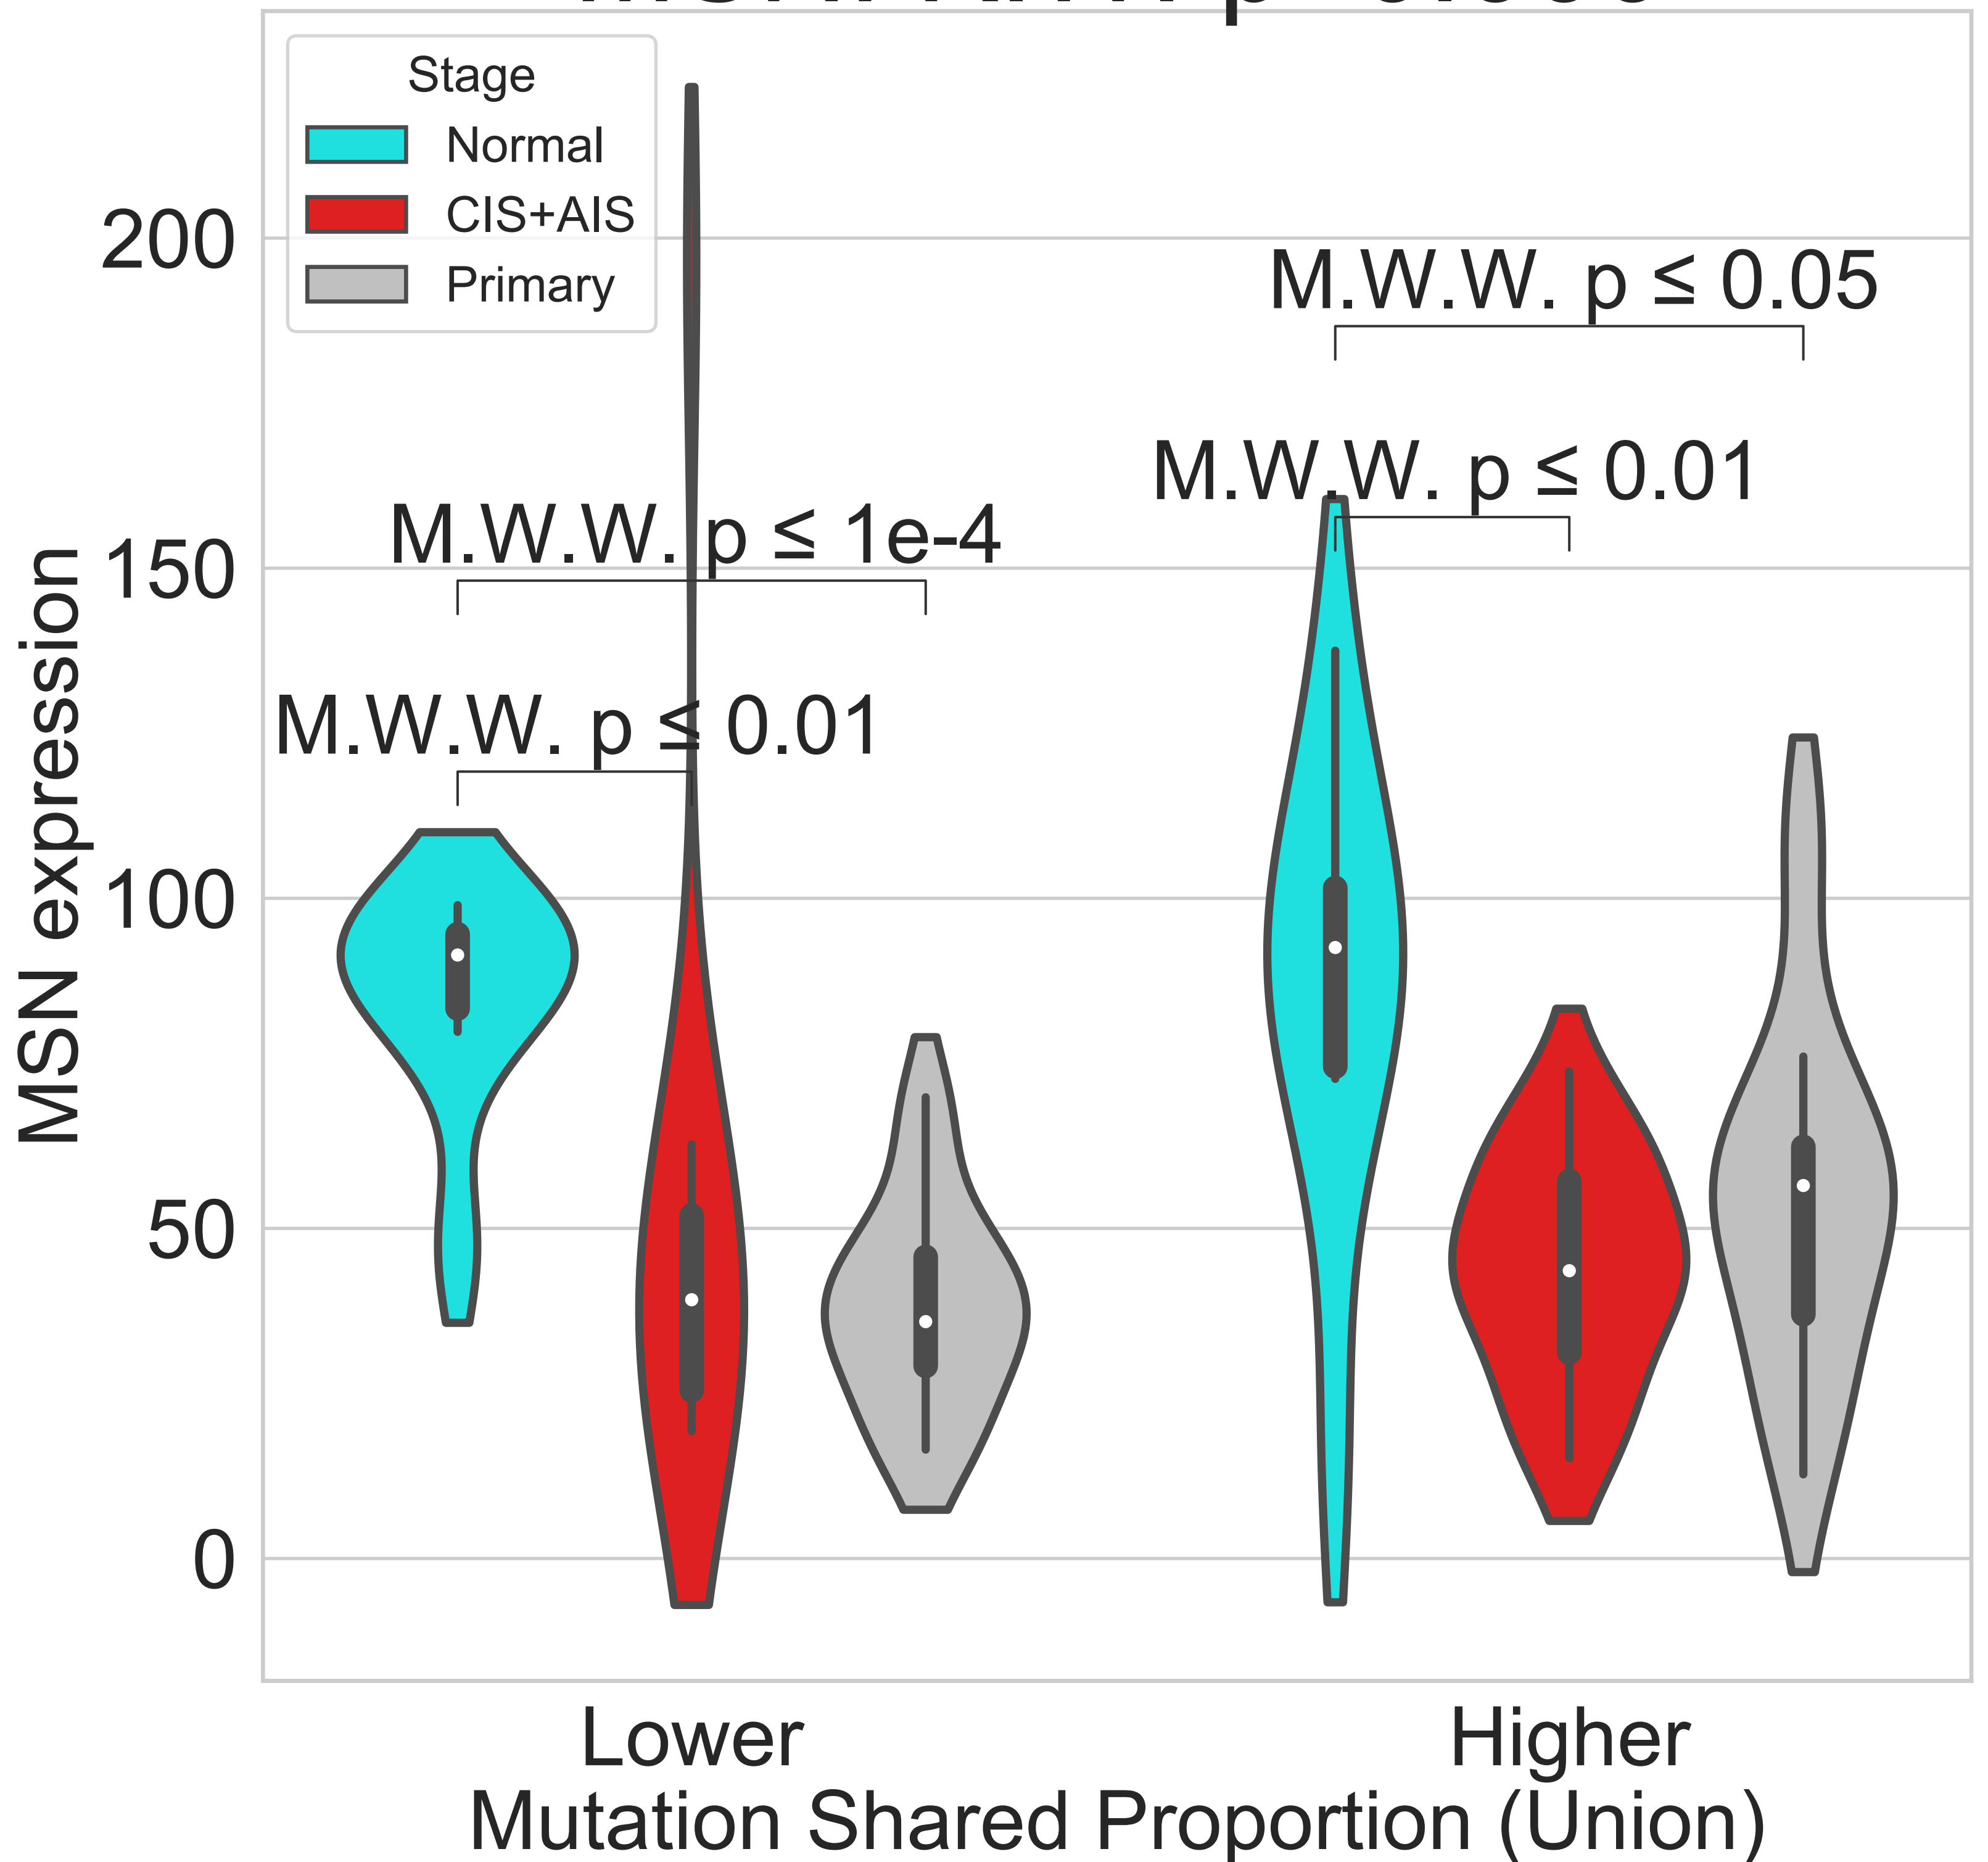 Stage
Normal
CIS+AIS
Primary
M.W.W. p ≤ 0.05
M.W.W. p ≤ 0.01
M.W.W. p ≤ 1e-4
M.W.W. p ≤ 0.01
MSN expression
200
150
100
50
0
Lower
Higher
Mutation Shared Proportion (Union)